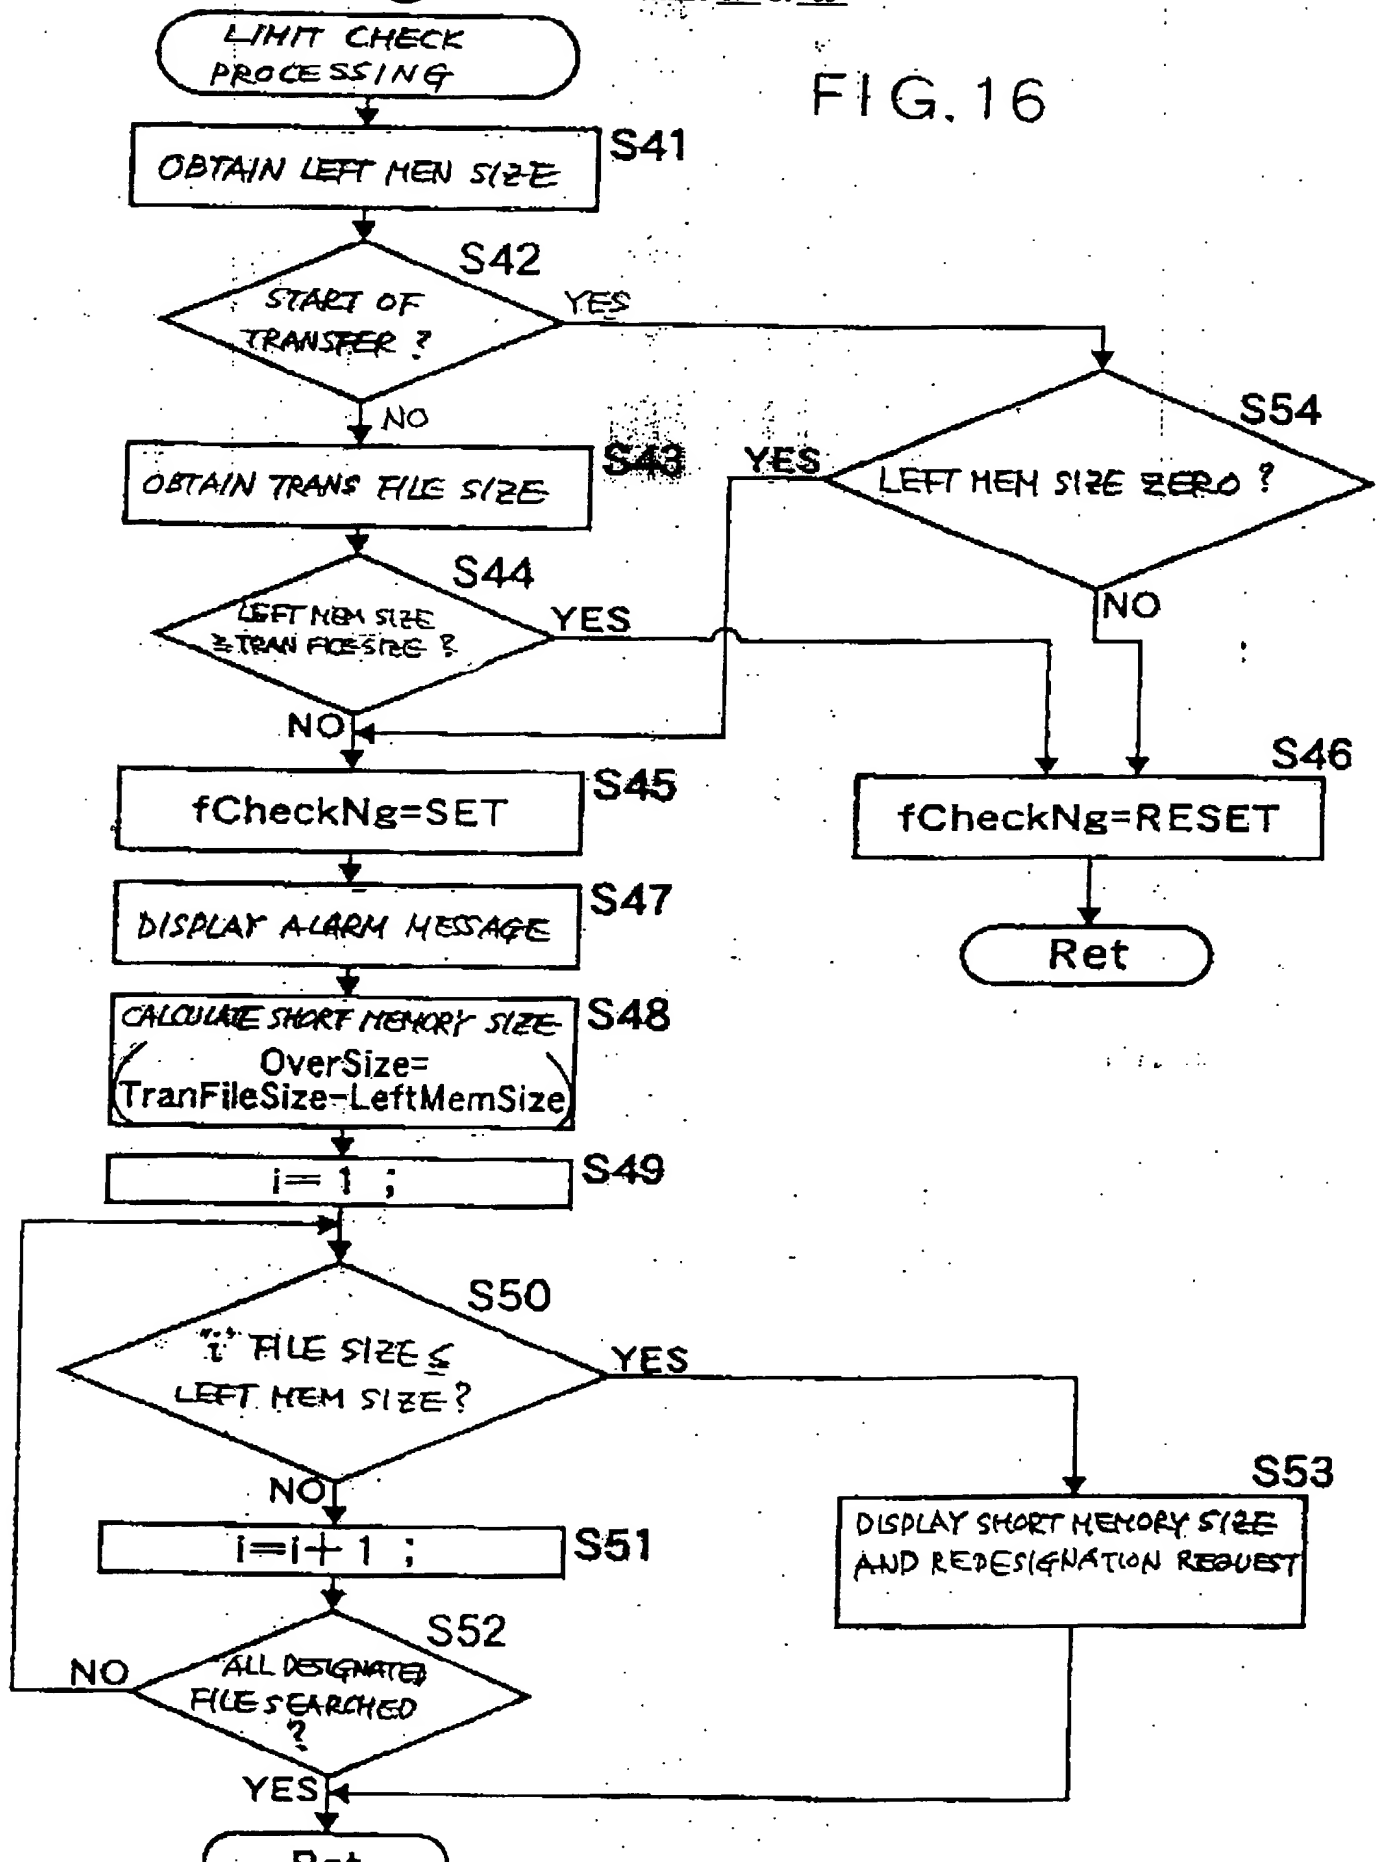 LIMIT CHECK
PROCESSING
FIG.16
S41
OBTAIN LEFT MEN SIZE
S42
START OF
TRANSFER ?
YES
NO
S43
OBTAIN TRANS FILE SIZE
S54
LEFT MEM SIZE ZERO ?
YES
NO
S44
LEFT MEM SIZE
≧TRAN FILESIZE ?
YES
NO
S45
fCheckNg=SET
S46
fCheckNg=RESET
Ret
S47
DISPLAY ALARM MESSAGE
S48
CALCULATE SHORT MEMORY SIZE
(OverSize=
TranFileSize-LeftMemSize)
S49
i= 1 ;
S50
"i" FILE SIZE ≦
LEFT MEM SIZE?
YES
NO
S51
i=i+ 1 ;
S53
DISPLAY SHORT MEMORY SIZE
AND REDESIGNATION REQUEST
S52
ALL DESIGNATED
FILE SEARCHED
?
NO
YES
Ret